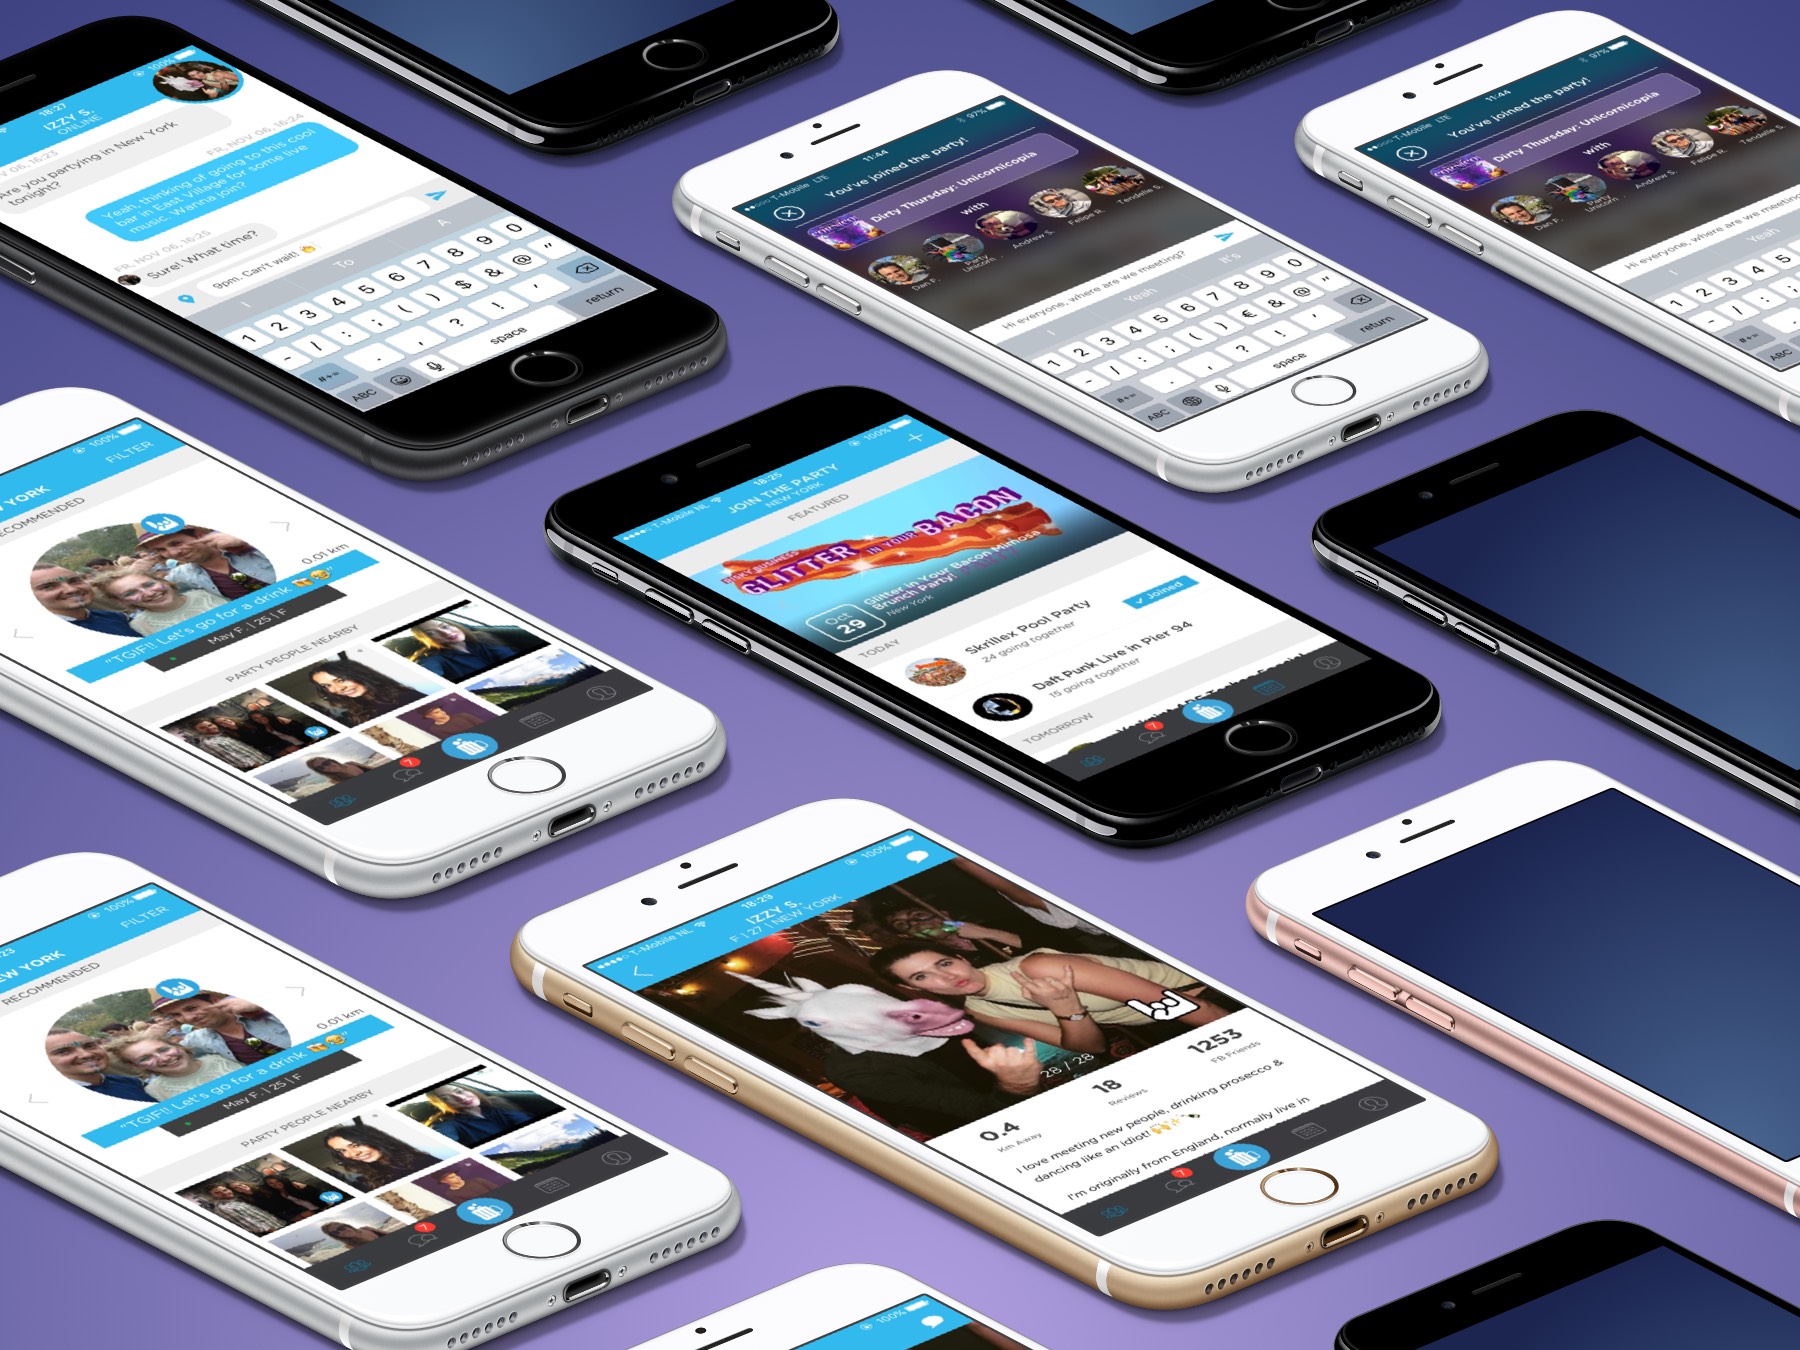 18:27
100%
IZZY S.
ONLINE
06, 16:23
Are you partying in New York
tonight?
FR, NOV 06, 16:24
Yeah, thinking of going to this cool
bar in East Village for some live
music. Wanna join?
FR, NOV 06, 16:25
Sure! What time?
9pm. Can't wait! 👏
I To A
1 2 3 4 5 6 7 8 9 0
- / : ; ( ) $ & @ "
#+= . , ? ! '
ABC space return
T-Mobile LTE 11:44 97%
You've joined the party!
Dirty Thursday: Unicornicopia
with
Dan F. Party Unicorn Andrew S. Felipe R. Tendelle S.
Hi everyone, where are we meeting?
I Yeah It's
1 2 3 4 5 6 7 8 9 0
- / : ; ( ) € & @ "
#+= . , ? ! '
ABC space return
T-Mobile LTE 11:44 97%
You've joined the party!
Dirty Thursday: Unicornicopia
with
Dan F. Party Unicorn Andrew S. Felipe R. Tendelle S.
Hi everyone, where are we meeting
I Yeah
1 2 3 4 5 6 7
- / : ;
#+= .
ABC
100%
YORK FILTER
ECOMMENDED
0.01 km
"TGIF!! Let's go for a drink 🍻😄"
May F. | 25 | F
PARTY PEOPLE NEARBY
7
T-Mobile NL 18:25 100%
JOIN THE PARTY
NEW YORK
FEATURED
RISKY BUSINESS
GLITTER IN YOUR BACON
Oct
29
Glitter in Your Bacon Mimosa
Brunch Party!
New York
TODAY
Skrillex Pool Party
24 going together
✓ Joined
Daft Punk Live in Pier 94
15 going together
TOMORROW
7
23 100%
EW YORK FILTER
RECOMMENDED
0.01 km
"TGIF!! Let's go for a drink 🍻😄"
May F. | 25 | F
PARTY PEOPLE NEARBY
7
T-Mobile NL 18:29 100%
IZZY S.
F | 27 | NEW YORK
28 / 28
0.4
Km Away
18
Reviews
1253
FB Friends
I love meeting new people, drinking prosecco &
dancing like an idiot!
I'm originally from England, normally live in
7
100%